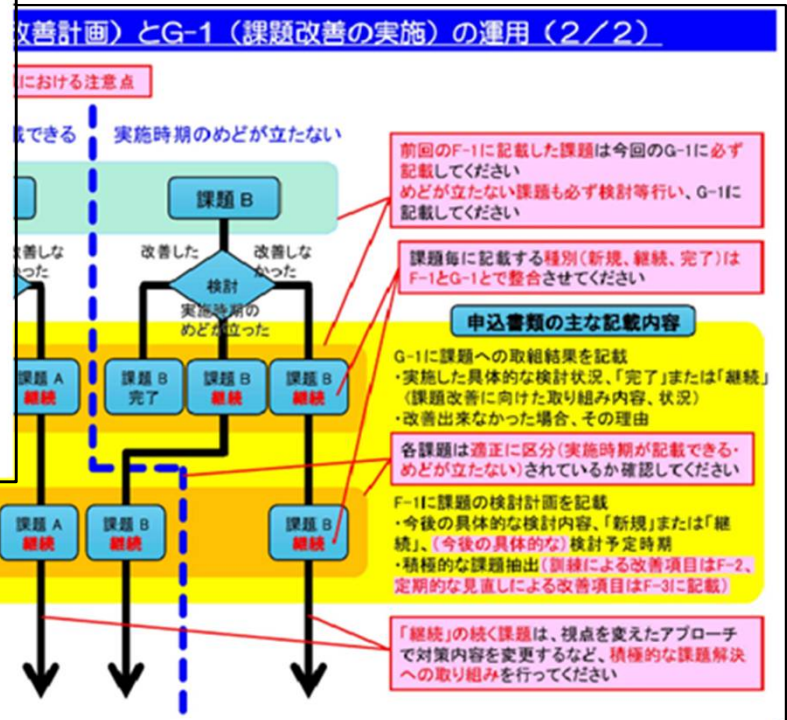 改善計画）とG-1（課題改善の実施）の運用（２／２）
における注意点
載できる
実施時期のめどが立たない
前回のF-1に記載した課題は今回のG-1に必ず
記載してください
めどが立たない課題も必ず検討等行い、G-1に
記載してください
課題 B
改善しな
かった
改善した
改善しな
かった
検討
実施時期の
めどが立った
課題毎に記載する種別（新規、継続、完了）は
F-1とG-1とで整合させてください
申込書類の主な記載内容
G-1に課題への取組結果を記載
・実施した具体的な検討状況、「完了」または「継続」
（課題改善に向けた取り組み内容、状況）
・改善出来なかった場合、その理由
課題 A
継続
課題 B
完了
課題 B
継続
課題 B
継続
各課題は適正に区分（実施時期が記載できる・
めどが立たない）されているか確認してください
F-1に課題の検討計画を記載
・今後の具体的な検討内容、「新規」または「継
続」、（今後の具体的な）検討予定時期
・積極的な課題抽出（訓練による改善項目はF-2、
定期的な見直しによる改善項目はF-3に記載）
課題 A
継続
課題 B
継続
課題 B
継続
「継続」の続く課題は、視点を変えたアプローチ
で対策内容を変更するなど、積極的な課題解決
への取り組みを行ってください